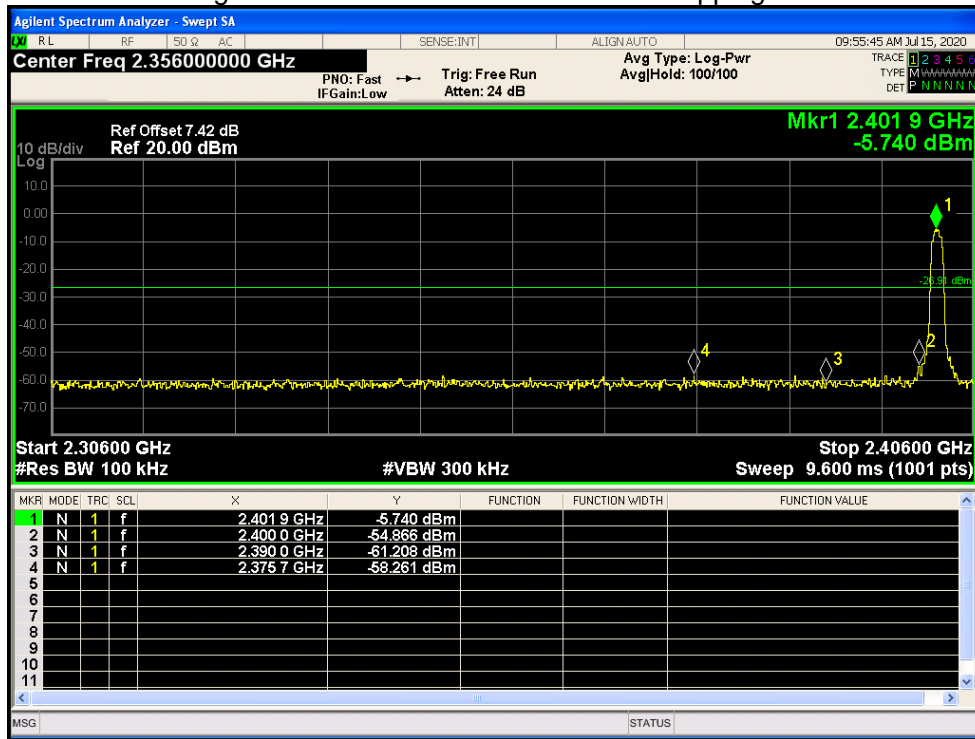 Agilent Spectrum Analyzer - Swept SA
LXI RL RF 50 Ω AC SENSE:INT ALIGN AUTO 09:55:45 AM Jul 15, 2020
Center Freq 2.356000000 GHz Avg Type: Log-Pwr TRACE 1 2 3 4 5 6
PNO: Fast Trig: Free Run Avg|Hold: 100/100 TYPE M
IFGain:Low Atten: 24 dB DET P N N N N N
Mkr1 2.401 9 GHz
Ref Offset 7.42 dB
10 dB/div Ref 20.00 dBm -5.740 dBm
Log
10.0
0.00
1
-10.0
-20.0
-26.91 dBm
-30.0
-40.0
-50.0
4 3 2
-60.0
-70.0
Start 2.30600 GHz Stop 2.40600 GHz
#Res BW 100 kHz #VBW 300 kHz Sweep 9.600 ms (1001 pts)
MKR MODE TRC SCL X Y FUNCTION FUNCTION WIDTH FUNCTION VALUE
1 N 1 f 2.401 9 GHz -5.740 dBm
2 N 1 f 2.400 0 GHz -54.866 dBm
3 N 1 f 2.390 0 GHz -61.208 dBm
4 N 1 f 2.375 7 GHz -58.261 dBm
5
6
7
8
9
10
11
MSG STATUS